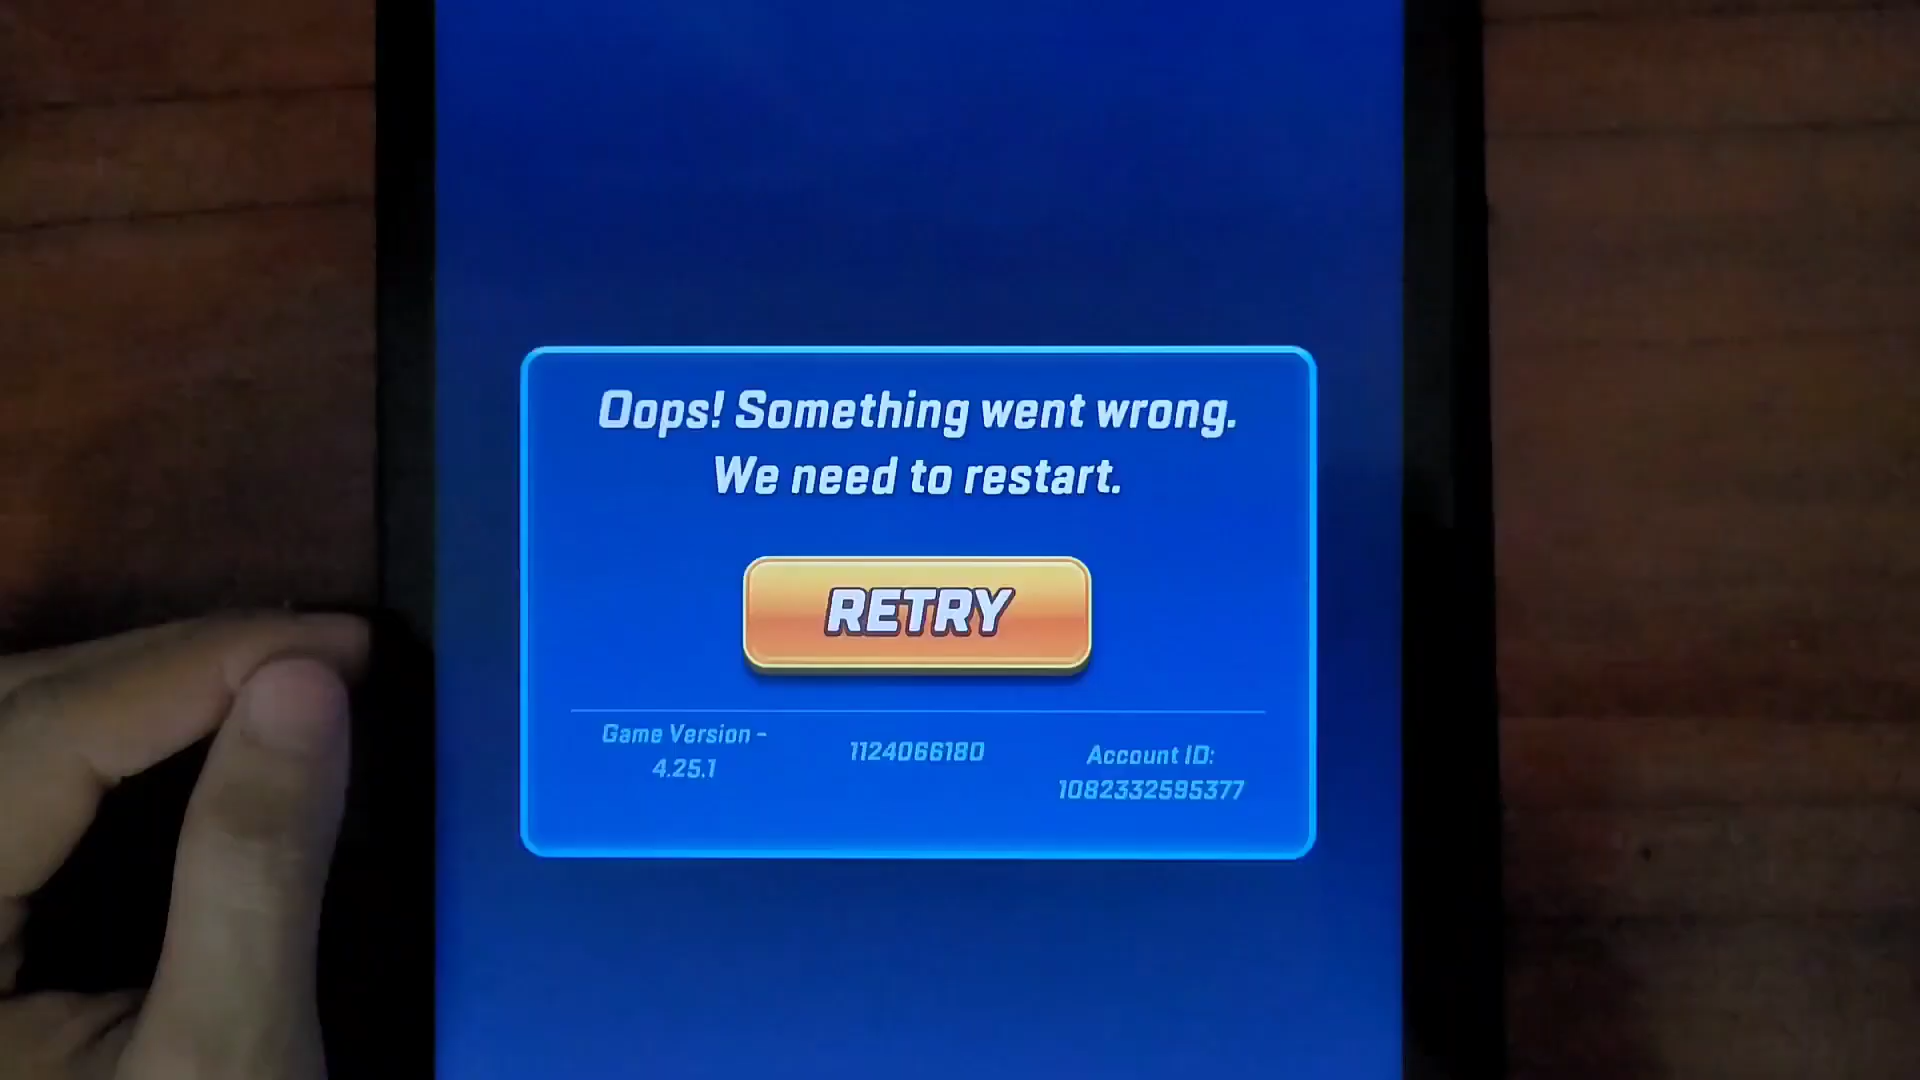 Oops! Something went wrong.
We need to restart.
RETRY
Game Version -
4.25.1
1124066180
Account ID:
1082332595377